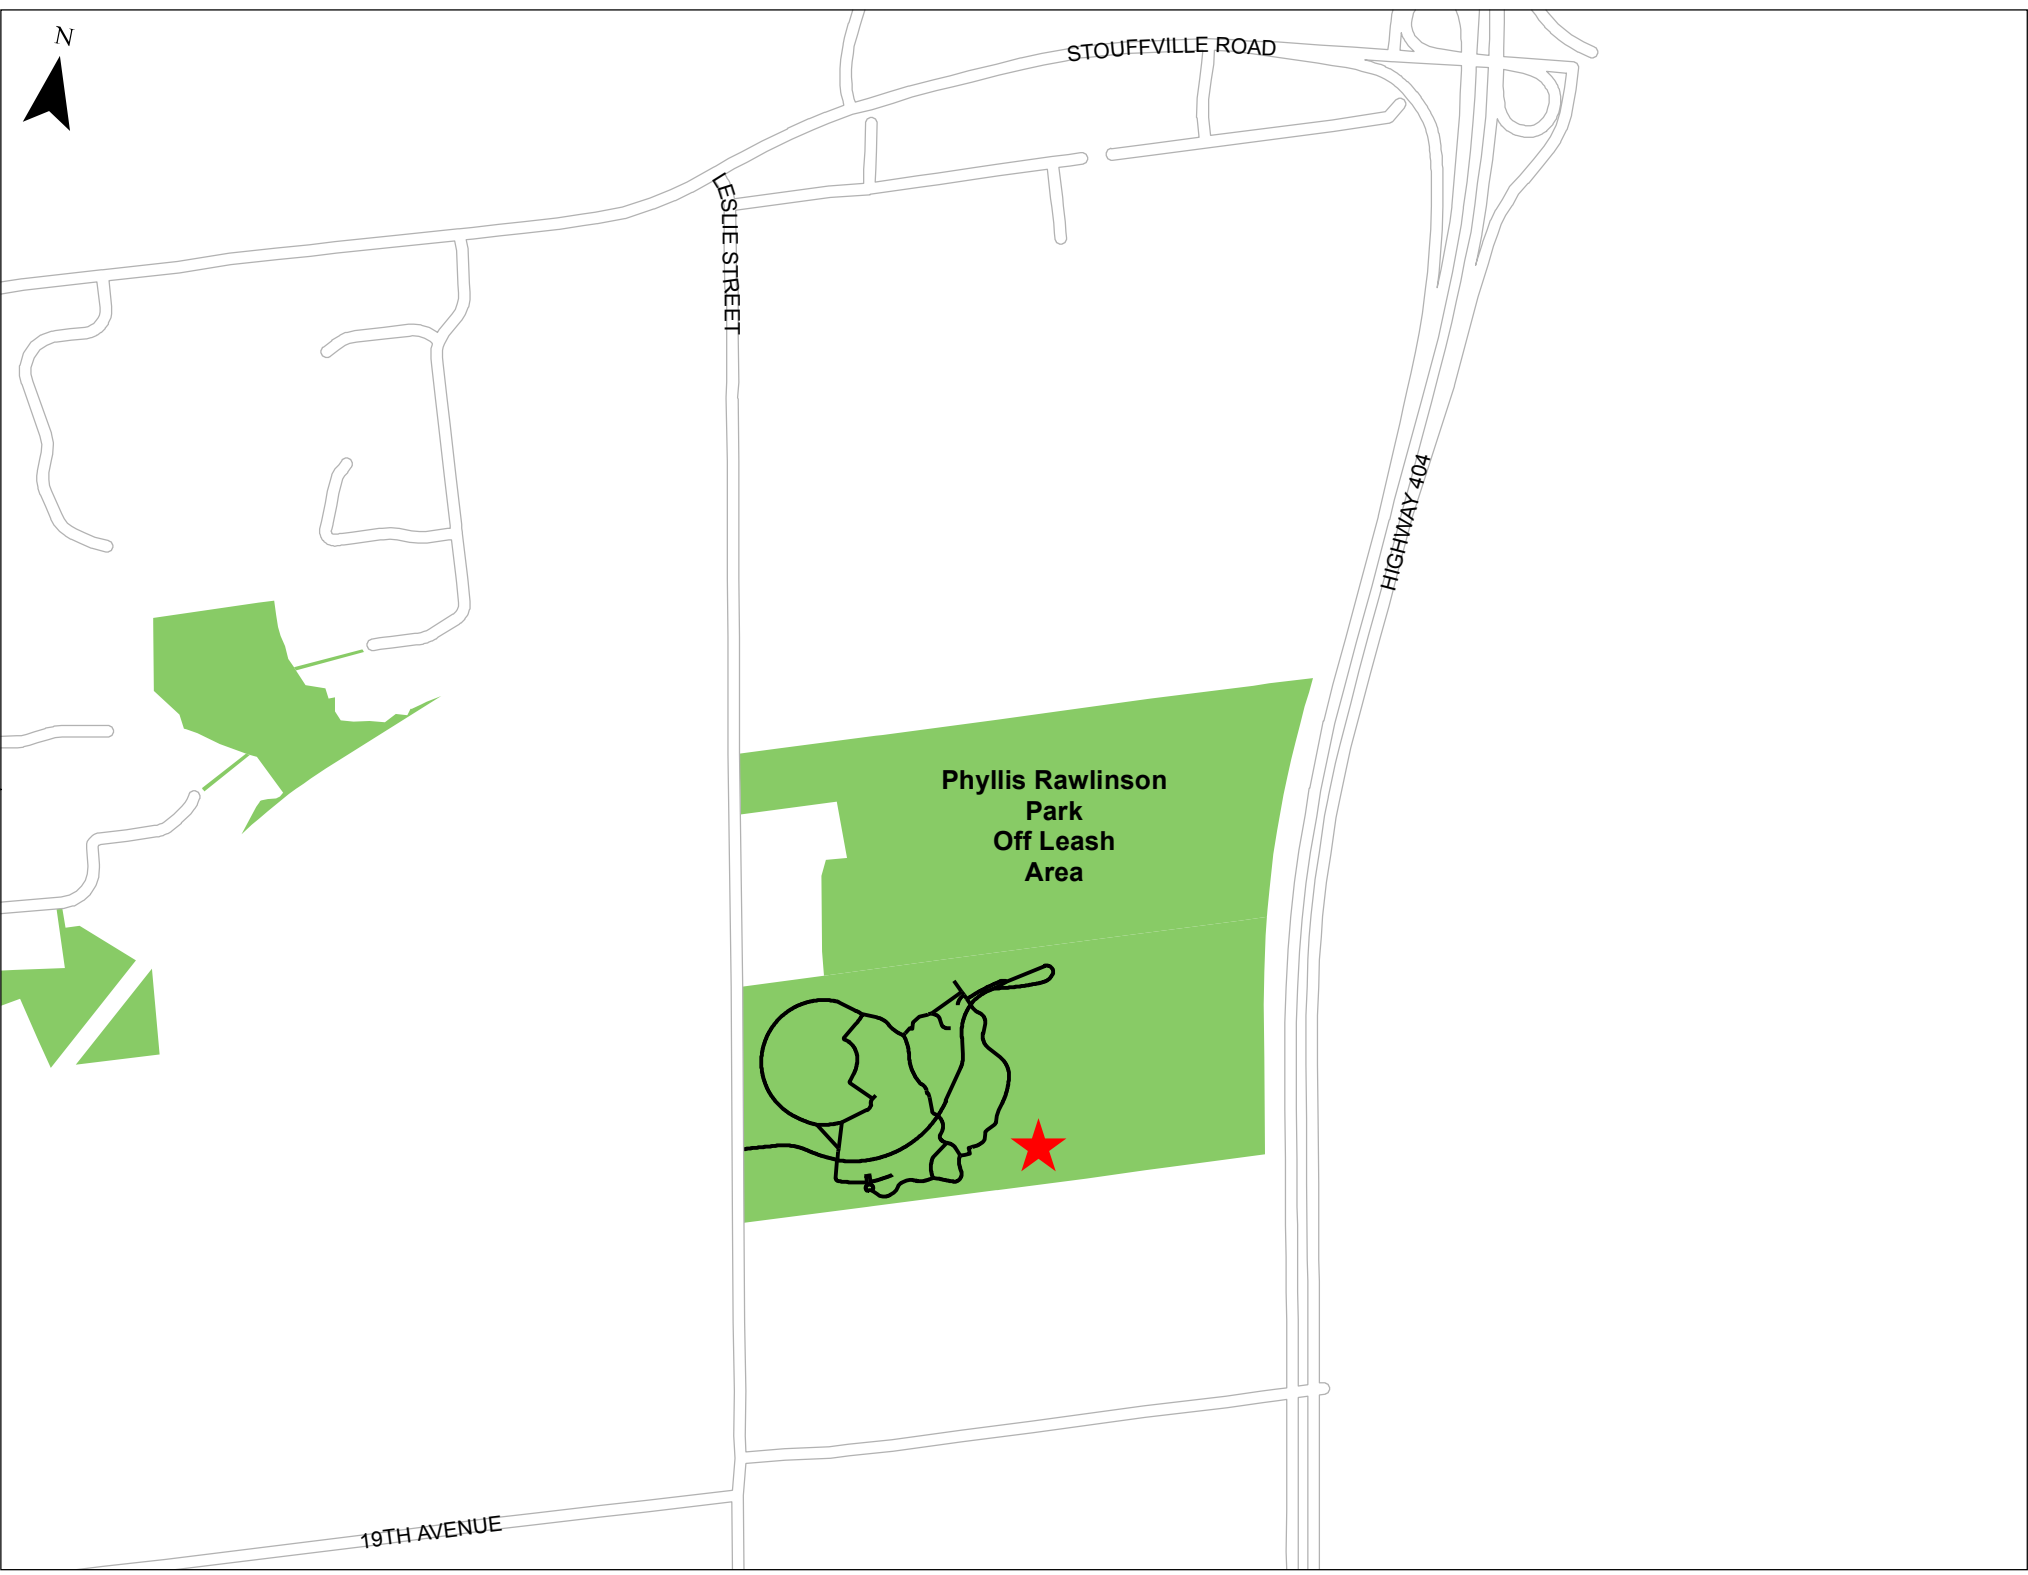 N
STOUFFVILLE ROAD
LESLIE STREET
HIGHWAY 404
Phyllis Rawlinson
Park
Off Leash
Area
19TH AVENUE